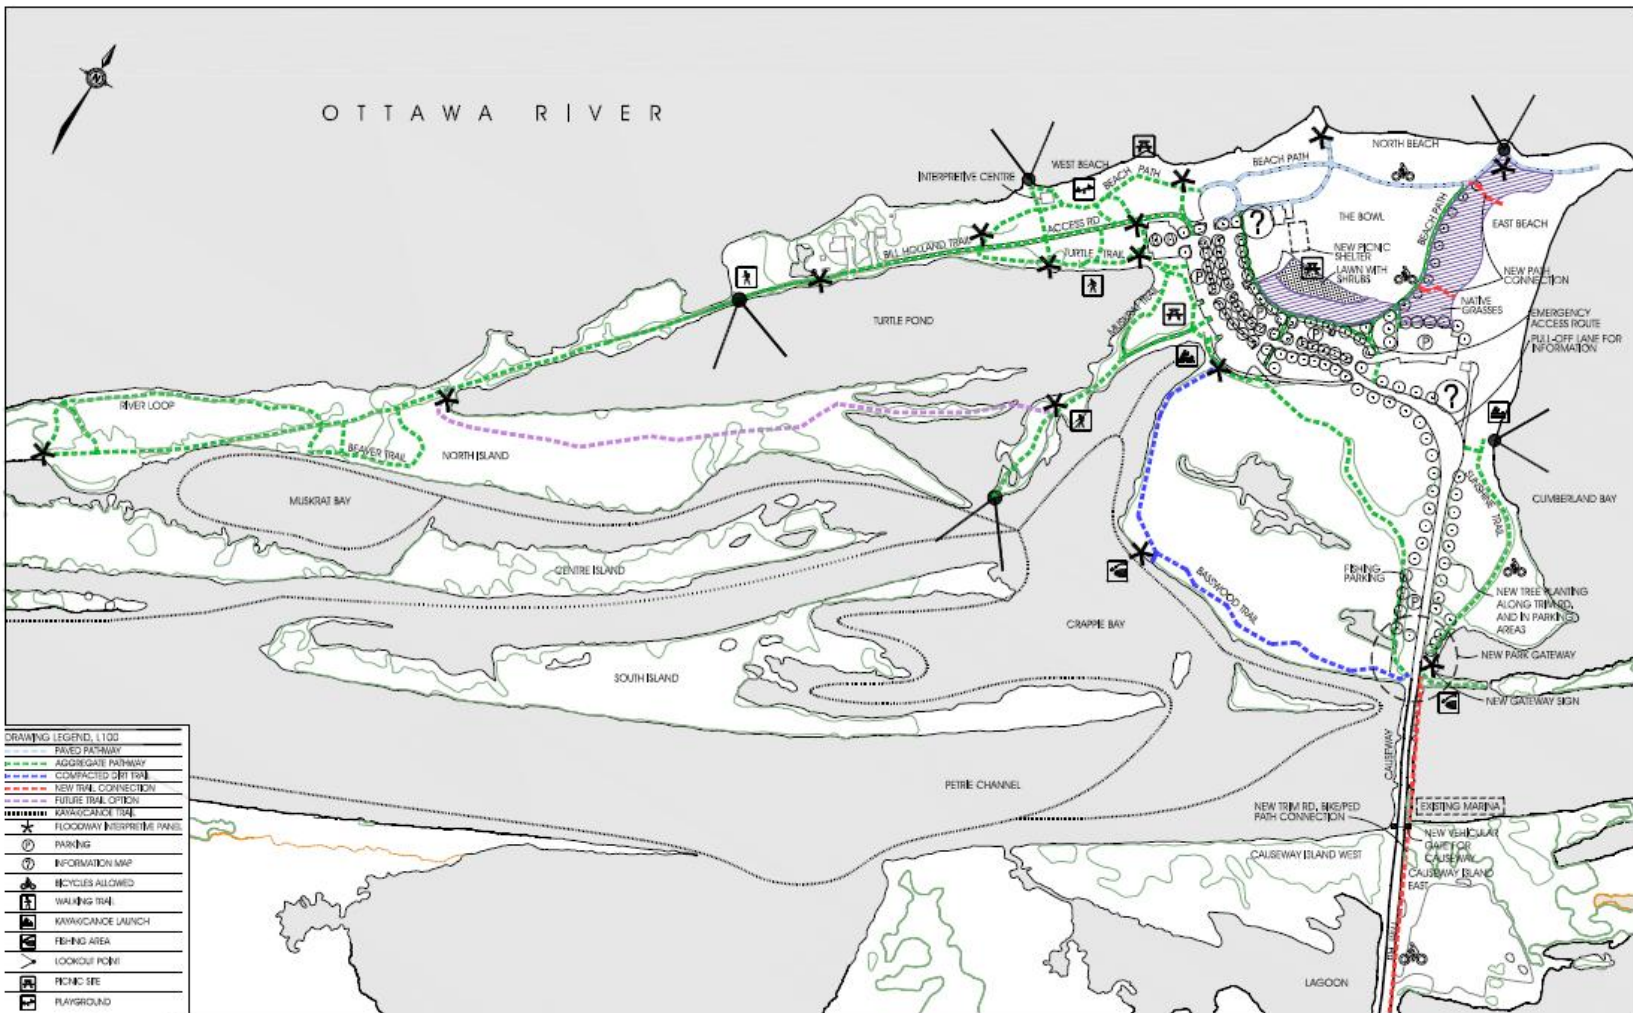 N
OTTAWA RIVER
NORTH BEACH
WEST BEACH
BEACH PATH
INTERPRETIVE CENTRE
BEACH PATH
THE BOWL
BEACH PATH
EAST BEACH
?
ACCESS RD
BILL HOLLAND TRAIL
TURTLE TRAIL
NEW PICNIC
SHELTER
LAWN WITH
SHRUBS
NEW PATH
CONNECTION
NATIVE
GRASSES
EMERGENCY
ACCESS ROUTE
PULL-OFF LANE FOR
INFORMATION
P
P
P
P
MUSKRAT TRAIL
TURTLE POND
RIVER LOOP
BEAVER TRAIL
NORTH ISLAND
?
SUNSHINE TRAIL
CUMBERLAND BAY
MUSKRAT BAY
CENTRE ISLAND
FISHING
PARKING
P
BASSWOOD TRAIL
NEW TREE PLANTING
ALONG TRIM RD,
AND IN PARKING
AREAS
CRAPPIE BAY
NEW PARK GATEWAY
SOUTH ISLAND
NEW GATEWAY SIGN
CAUSEWAY
PETRIE CHANNEL
NEW TRIM RD, BIKE/PED
PATH CONNECTION
EXISTING MARINA
NEW VEHICULAR
GATE FOR
CAUSEWAY
CAUSEWAY ISLAND WEST
CAUSEWAY ISLAND
EAST
LAGOON
DRAWING LEGEND, L100
PAVED PATHWAY
AGGREGATE PATHWAY
COMPACTED DIRT TRAIL
NEW TRAIL CONNECTION
FUTURE TRAIL OPTION
KAYAK/CANOE TRAIL
FLOODWAY INTERPRETIVE PANEL
P PARKING
? INFORMATION MAP
BICYCLES ALLOWED
WALKING TRAIL
KAYAK/CANOE LAUNCH
FISHING AREA
LOOKOUT POINT
PICNIC SITE
PLAYGROUND